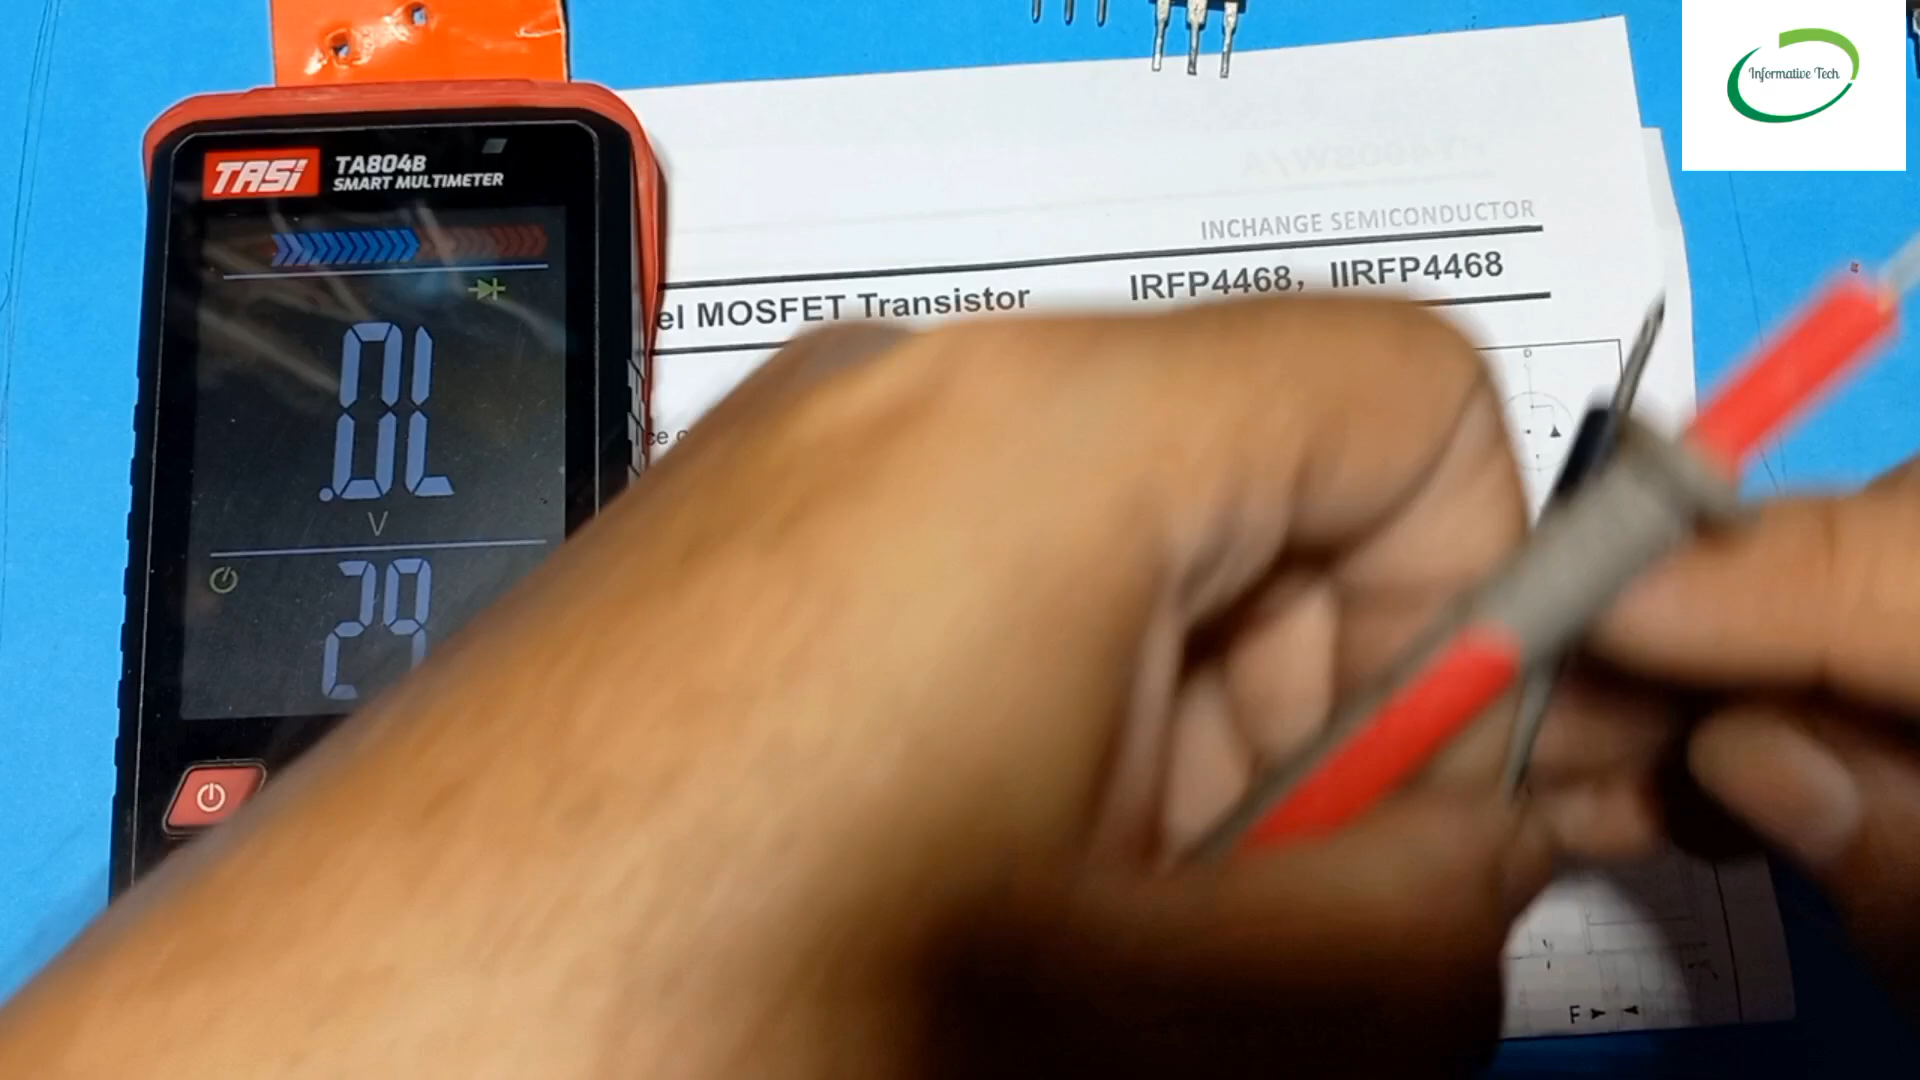 Informative Tech
TASi
TA804B
SMART MULTIMETER
INCHANGE SEMICONDUCTOR
el MOSFET Transistor IRFP4468, IIRFP4468
.0L
V
29
D
F